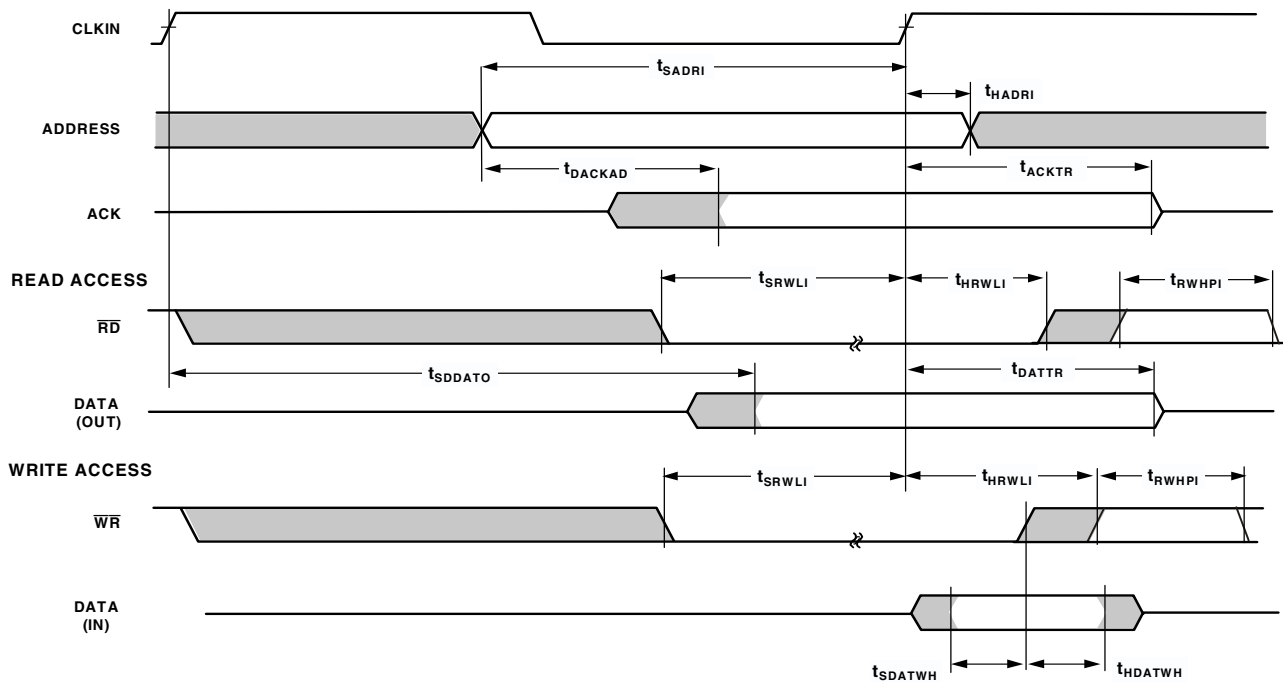 CLKIN
tSADRI
tHADRI
ADDRESS
tDACKAD
tACKTR
ACK
READ ACCESS
tSRWLI
tHRWLI
tRWHPI
RD
tSDDATO
tDATTR
DATA
(OUT)
WRITE ACCESS
tSRWLI
tHRWLI
tRWHPI
WR
DATA
(IN)
tSDATWH
tHDATWH